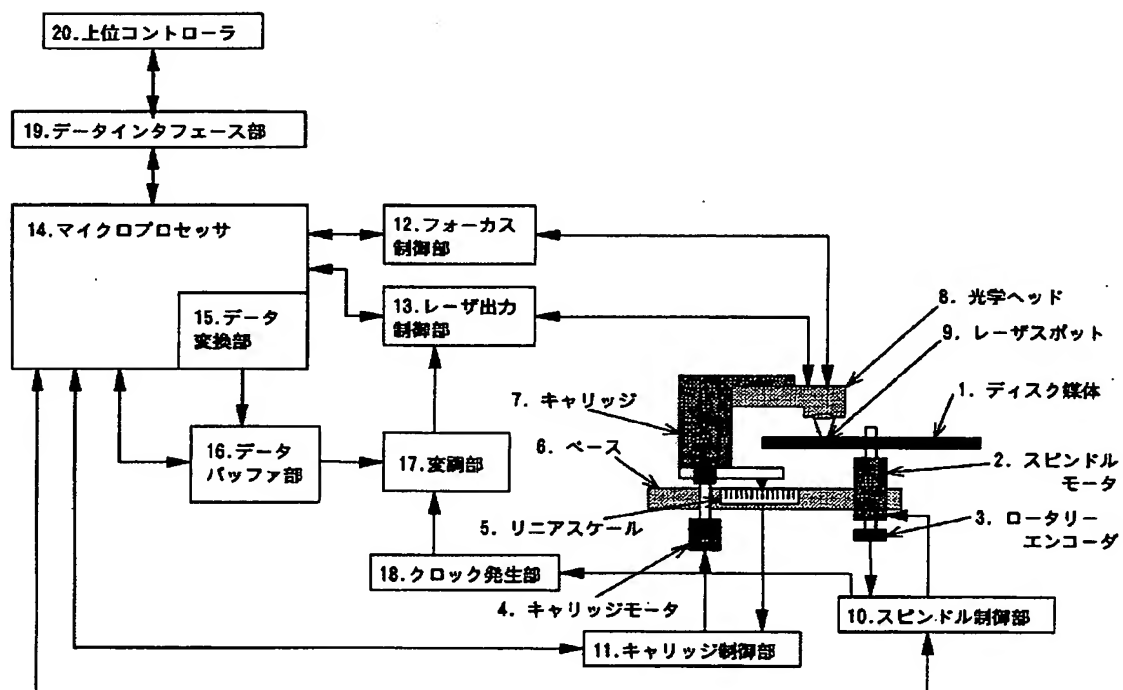 20.上位コントローラ
19.データインタフェース部
14.マイクロプロセッサ
12.フォーカス
制御部
15.データ
変換部
13.レーザ出力
制御部
8. 光学ヘッド
9. レーザスポット
1. ディスク媒体
7. キャリッジ
6. ベース
16.データ
バッファ部
17.変調部
2. スピンドル
モータ
5. リニアスケール
3. ロータリー
エンコーダ
18.クロック発生部
4. キャリッジモータ
10.スピンドル制御部
11.キャリッジ制御部